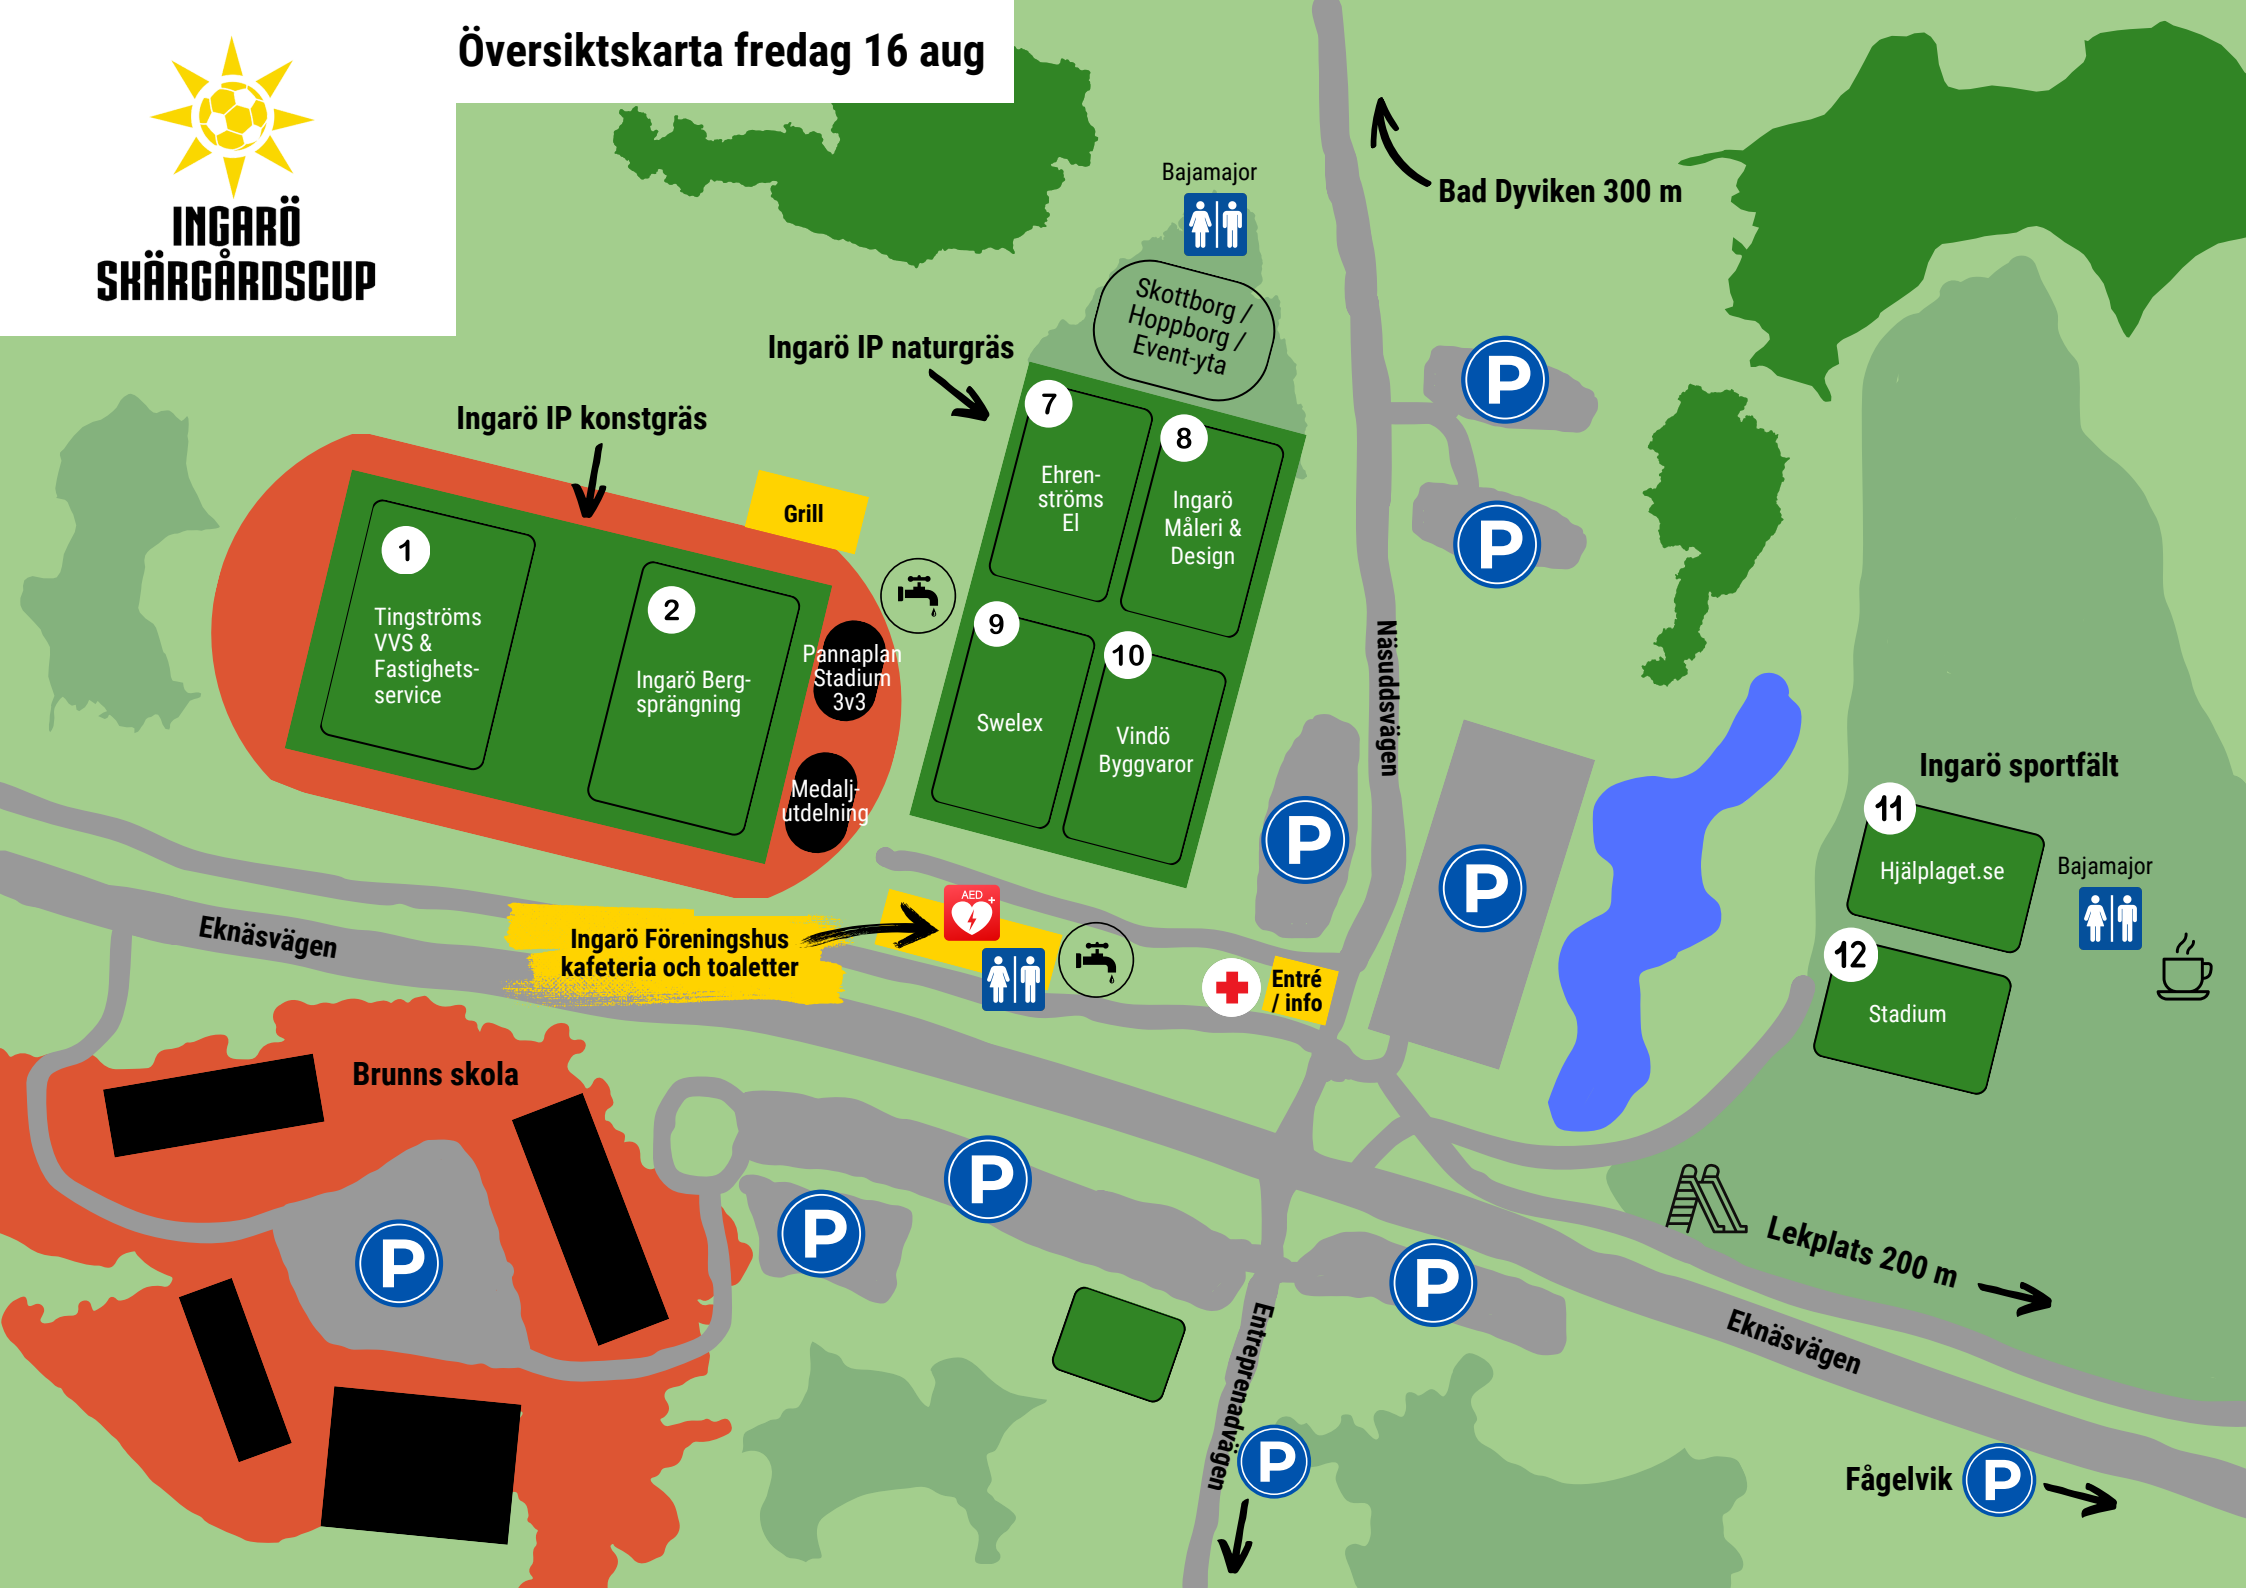 Översiktskarta fredag 16 aug
INGARÖ
SKÄRGÅRDSCUP
Bajamajor
Bad Dyviken 300 m
Skottborg /
Hoppborg /
Event-yta
Ingarö IP naturgräs
Ingarö IP konstgräs
Grill
P
P
7
Ehren-
ströms
El
8
Ingarö
Måleri &
Design
1
Tingströms
VVS &
Fastighets-
service
2
Ingarö Berg-
sprängning
Pannaplan
Stadium
3v3
Medalj-
utdelning
9
Swelex
10
Vindö
Byggvaror
Näsuddsvägen
P
P
Ingarö sportfält
11
Hjälplaget.se
Bajamajor
12
Stadium
Eknäsvägen
Ingarö Föreningshus
kafeteria och toaletter
AED
Entré
/ info
Brunns skola
P
P
P
P
Lekplats 200 m
Eknäsvägen
Entreprenadvägen
P
Fågelvik
P